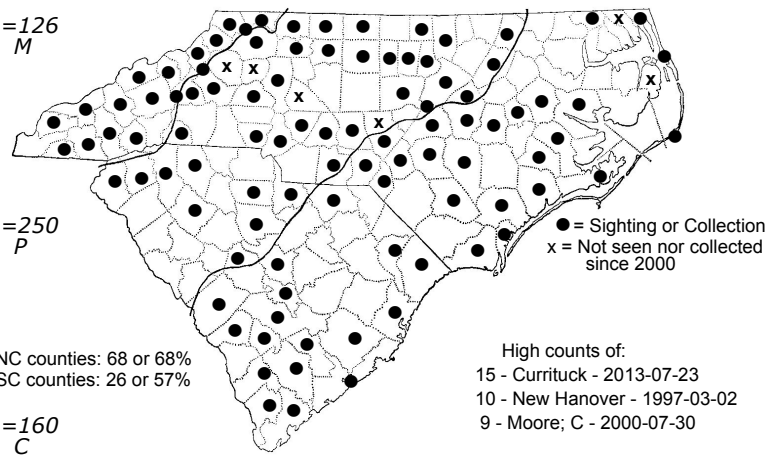 =126
M
=250
P
● = Sighting or Collection
x = Not seen nor collected
since 2000
NC counties: 68 or 68%
SC counties: 26 or 57%
High counts of:
15 - Currituck - 2013-07-23
10 - New Hanover - 1997-03-02
9 - Moore; C - 2000-07-30
=160
C